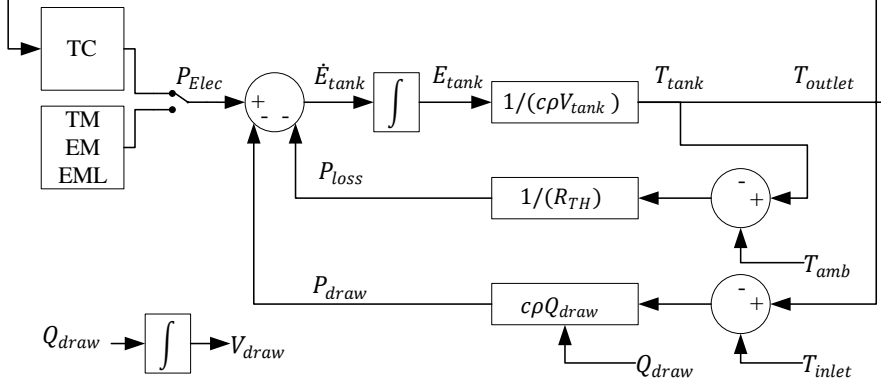 TC
P_Elec
TM
EM
EML
+
- -
Ė_tank
∫
E_tank
1/(cρV_tank)
T_tank
T_outlet
P_loss
1/(R_TH)
-
+
T_amb
P_draw
cρQ_draw
-
+
Q_draw
∫
V_draw
Q_draw
T_inlet